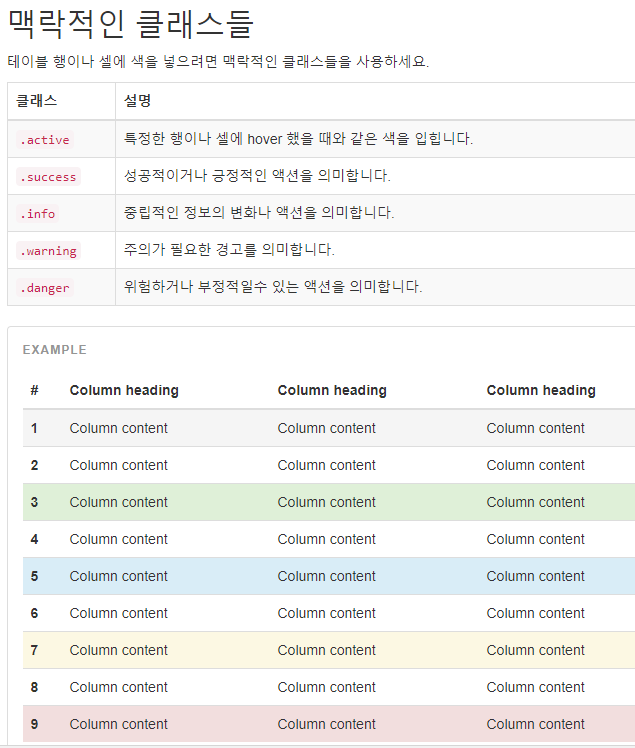 맥락적인 클래스들
테이블 행이나 셀에 색을 넣으려면 맥락적인 클래스들을 사용하세요.
클래스 설명
.active 특정한 행이나 셀에 hover 했을 때와 같은 색을 입힙니다.
.success 성공적이거나 긍정적인 액션을 의미합니다.
.info 중립적인 정보의 변화나 액션을 의미합니다.
.warning 주의가 필요한 경고를 의미합니다.
.danger 위험하거나 부정적일수 있는 액션을 의미합니다.
EXAMPLE
# Column heading Column heading Column heading
1 Column content Column content Column content
2 Column content Column content Column content
3 Column content Column content Column content
4 Column content Column content Column content
5 Column content Column content Column content
6 Column content Column content Column content
7 Column content Column content Column content
8 Column content Column content Column content
9 Column content Column content Column content